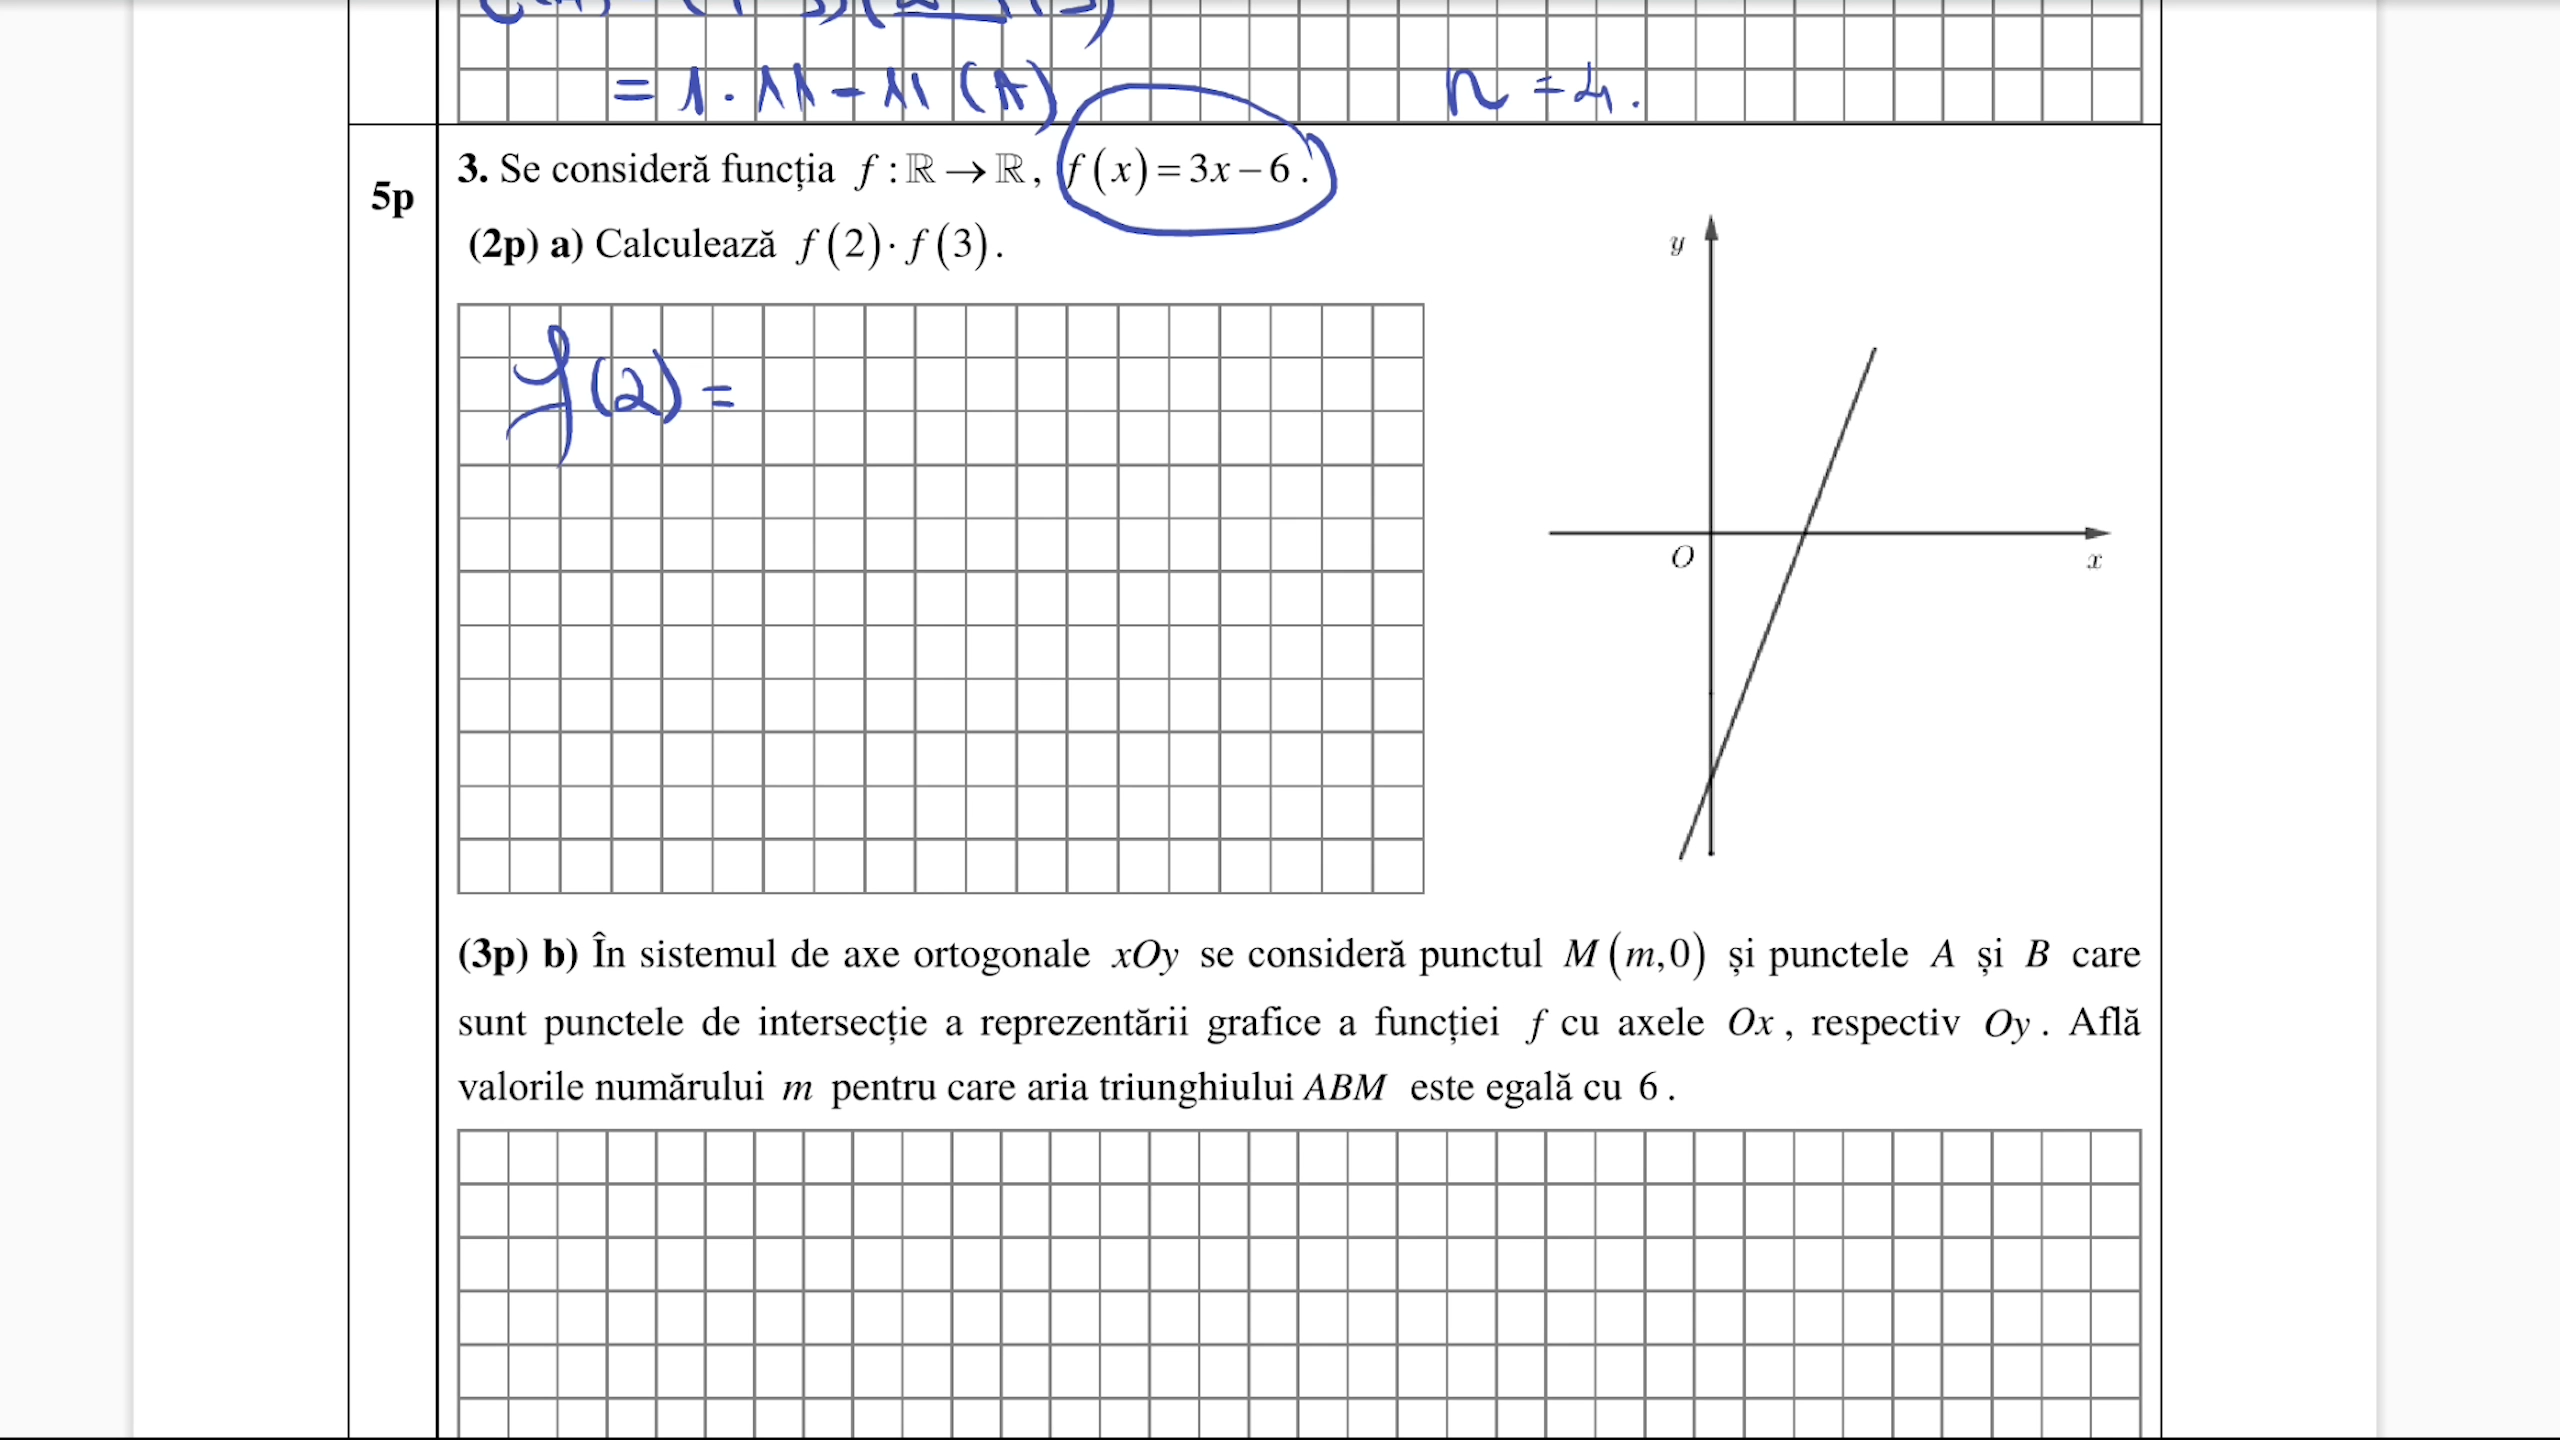 = 1 · 11 = 11 (A)
n = 4.
5p
3. Se consideră funcția f : ℝ → ℝ, f(x) = 3x − 6.
(2p) a) Calculează f(2) · f(3).
f(2) =
y
O
x
(3p) b) În sistemul de axe ortogonale xOy se consideră punctul M(m,0) și punctele A și B care
sunt punctele de intersecție a reprezentării grafice a funcției f cu axele Ox, respectiv Oy. Află
valorile numărului m pentru care aria triunghiului ABM este egală cu 6.